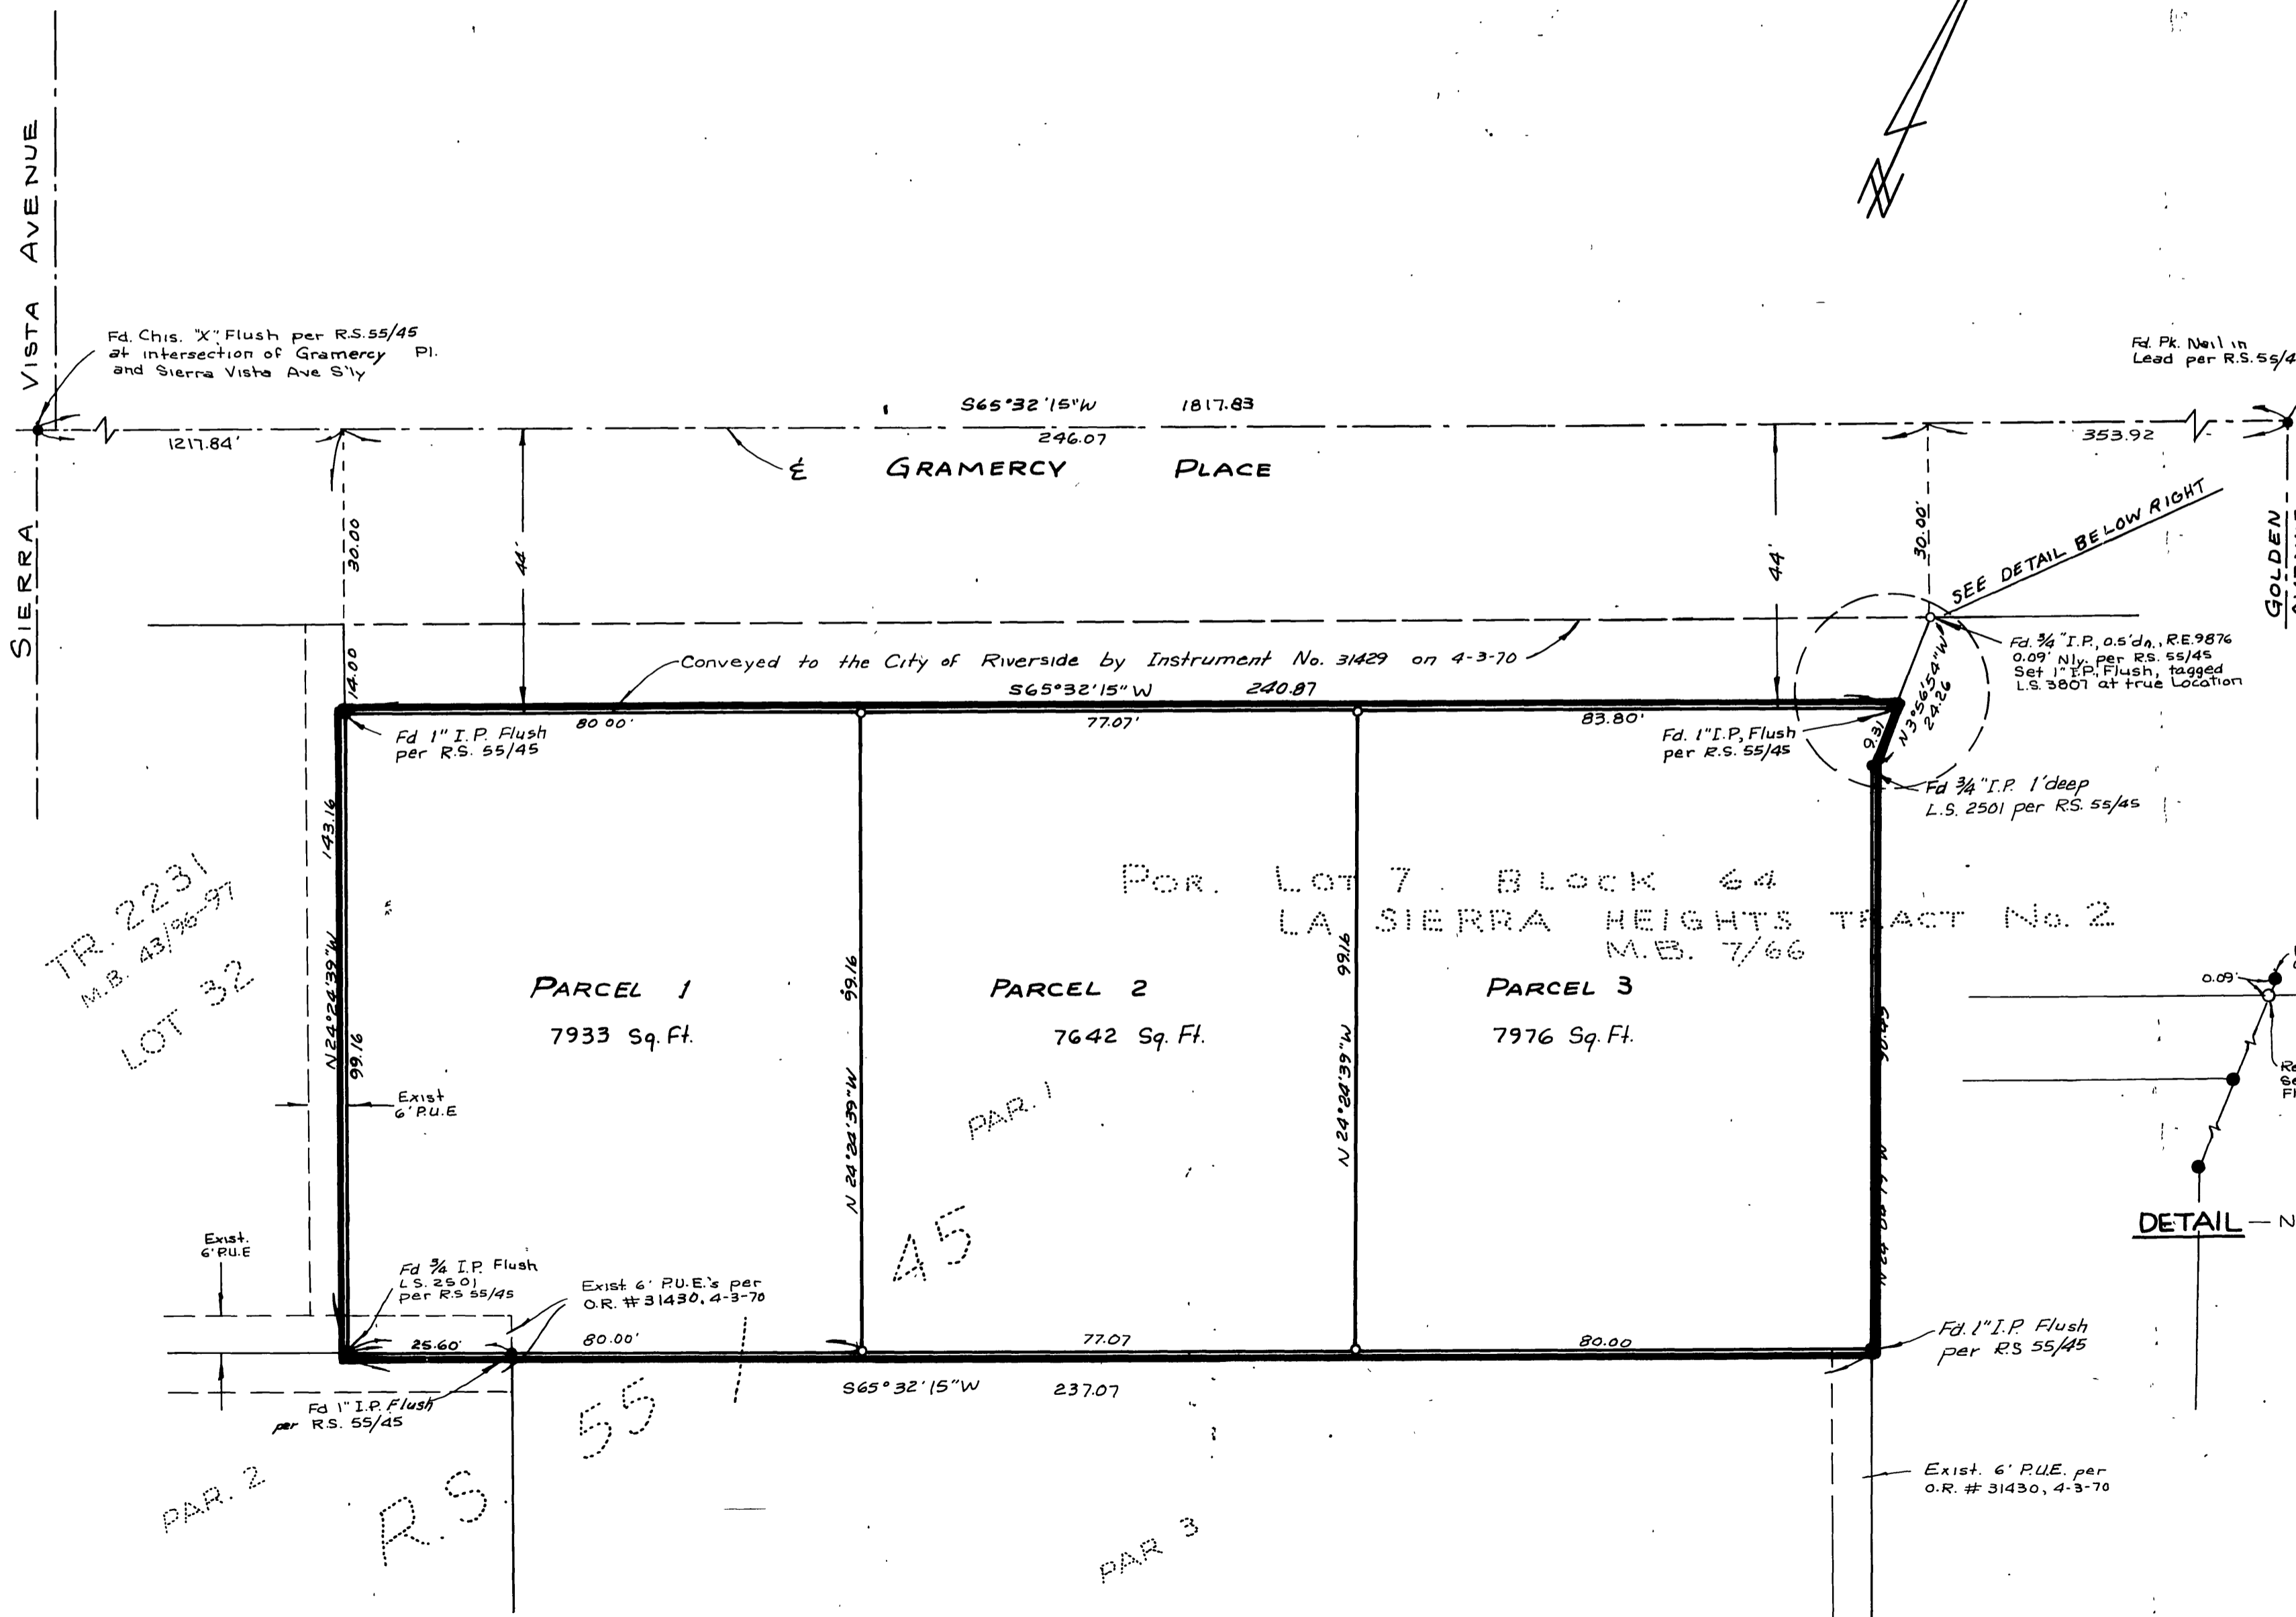 SIERRA VISTA AVENUE
Fd. Chis. "X" Flush per R.S. 55/45
at intersection of Gramercy Pl.
and Sierra Vista Ave S'ly
Fd. Pk. Nail in
Lead per R.S. 55/4
S65°32'15"W 1817.83
1217.84'
246.07
353.92
℄ GRAMERCY PLACE
GOLDEN
30.00
44'
44'
30.00'
SEE DETAIL BELOW RIGHT
14.00
Conveyed to the City of Riverside by Instrument No. 31429 on 4-3-70
S65°32'15"W 240.87
Fd. 3/4" I.P., 0.5' dn., R.E. 9876
0.09' Nly. per R.S. 55/45
Set 1" I.P., Flush, tagged
L.S. 3807 at true Location
N3°56'54"W
24.26
9.31
80.00'
77.07'
83.80'
Fd 1" I.P. Flush
per R.S. 55/45
Fd. 1" I.P. Flush
per R.S. 55/45
Fd 3/4" I.P. 1' deep
L.S. 2501 per R.S. 55/45
143.16
N24°24'39"W
99.16
TR. 2231
M.B. 43/96-97
LOT 32
POR. LOT 7 BLOCK 64
LA SIERRA HEIGHTS TRACT No. 2
M.B. 7/66
99.16
N 24°24'39"W
99.16
N 24°24'39"W
90.45
PARCEL 1
7933 Sq. Ft.
PARCEL 2
7642 Sq. Ft.
PARCEL 3
7976 Sq. Ft.
0.09'
Exist
6' P.U.E
PAR. 1
45
DETAIL — N
Exist.
6' P.U.E
Fd 3/4 I.P. Flush
L.S. 2501
per R.S 55/45
Exist 6' P.U.E.'s per
O.R. # 31430, 4-3-70
25.60'
80.00'
77.07
80.00
Fd. 1" I.P. Flush
per R.S 55/45
S65°32'15"W 237.07
Fd 1" I.P. Flush
per R.S. 55/45
55
R.S
PAR. 2
PAR 3
Exist. 6' P.U.E. per
O.R. # 31430, 4-3-70